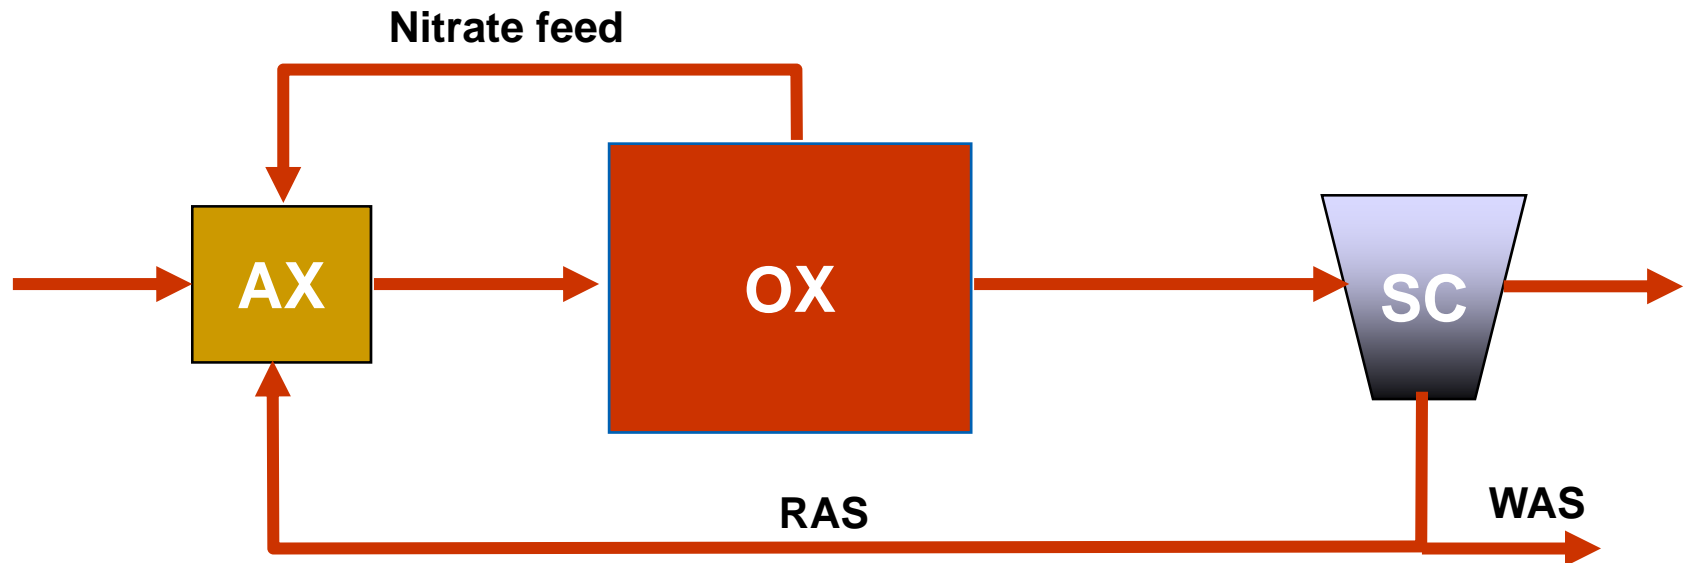 Nitrate feed
AX
OX
SC
RAS
WAS